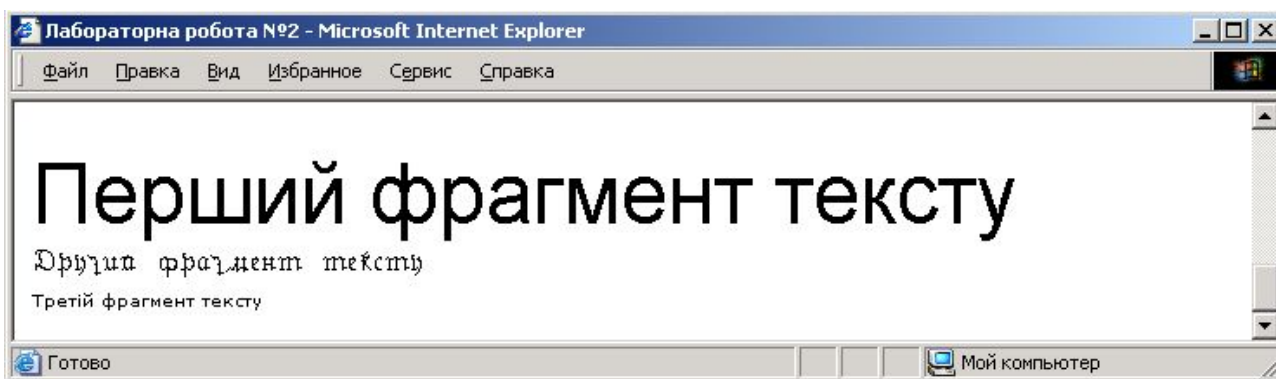 Лабораторна робота №2 - Microsoft Internet Explorer
Файл Правка Вид Избранное Сервис Справка
Перший фрагмент тексту
Другий фрагмент тексту
Третій фрагмент тексту
Готово Мой компьютер